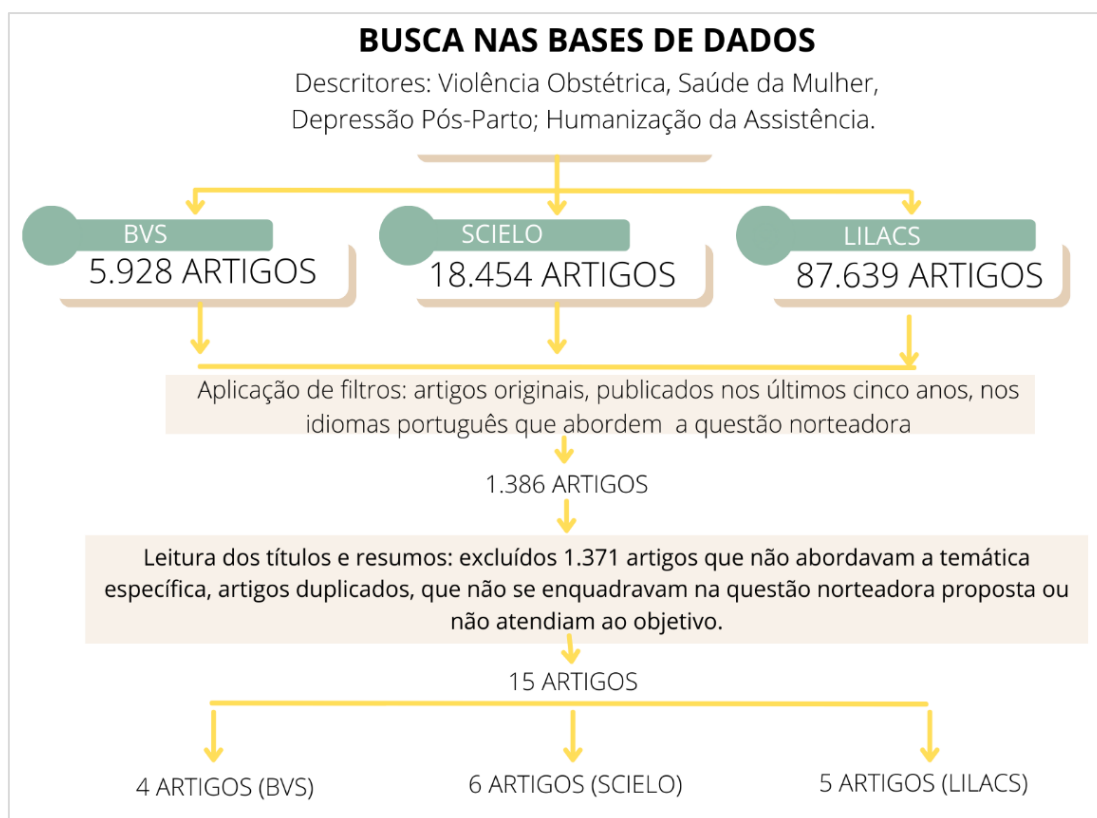 BUSCA NAS BASES DE DADOS
Descritores: Violência Obstétrica, Saúde da Mulher,
Depressão Pós-Parto; Humanização da Assistência.
BVS
5.928 ARTIGOS
SCIELO
18.454 ARTIGOS
LILACS
87.639 ARTIGOS
Aplicação de filtros: artigos originais, publicados nos últimos cinco anos, nos
idiomas português que abordem a questão norteadora
1.386 ARTIGOS
Leitura dos títulos e resumos: excluídos 1.371 artigos que não abordavam a temática
específica, artigos duplicados, que não se enquadravam na questão norteadora proposta ou
não atendiam ao objetivo.
15 ARTIGOS
4 ARTIGOS (BVS)
6 ARTIGOS (SCIELO)
5 ARTIGOS (LILACS)